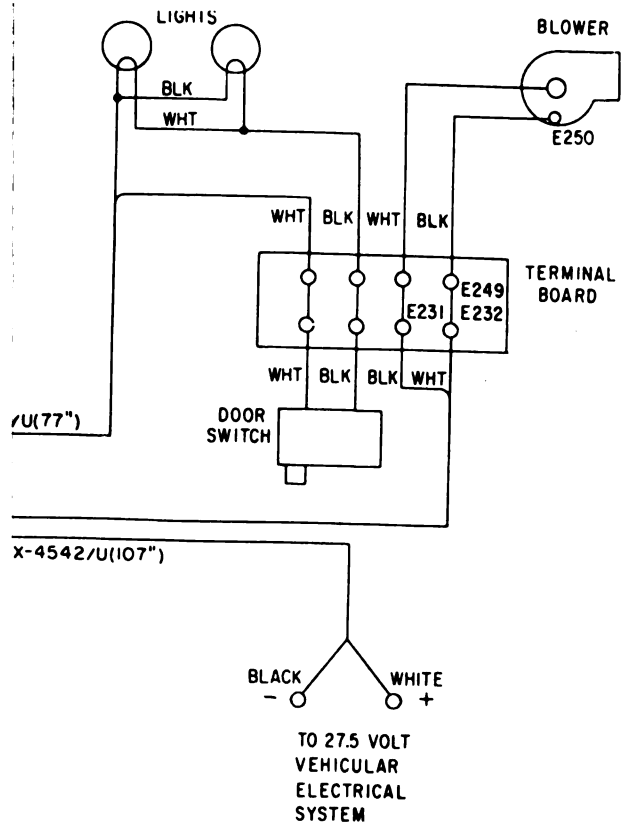 LIGHTS
BLOWER
BLK
WHT
E250
WHT
BLK
WHT
BLK
TERMINAL
BOARD
E249
E231
E232
WHT
BLK
BLK
WHT
DOOR
SWITCH
/U(77")
X-4542/U(107")
BLACK
WHITE
-
+
TO 27.5 VOLT
VEHICULAR
ELECTRICAL
SYSTEM